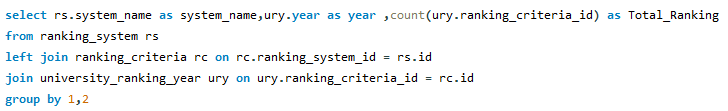 select rs.system_name as system_name,ury.year as year ,count(ury.ranking_criteria_id) as Total_Ranking
from ranking_system rs
left join ranking_criteria rc on rc.ranking_system_id = rs.id
join university_ranking_year ury on ury.ranking_criteria_id = rc.id
group by 1,2